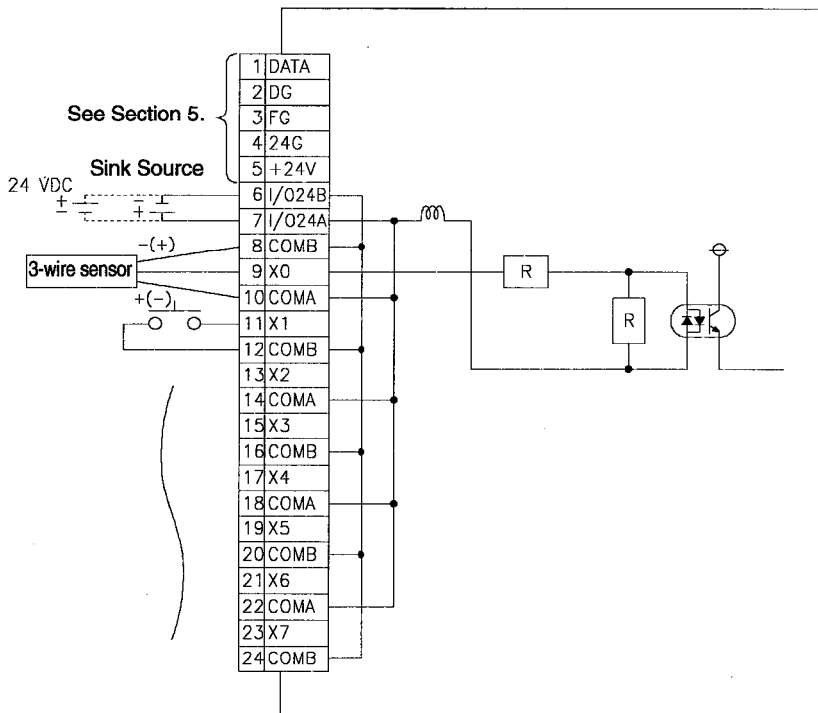 1 DATA
2 DG
See Section 5.
3 FG
4 24G
Sink Source
5 +24V
24 VDC
+ - - +
6 I/O24B
7 I/O24A
-(+)
8 COMB
3-wire sensor
9 X0
R
+(-)
10 COMA
R
11 X1
12 COMB
13 X2
14 COMA
15 X3
16 COMB
17 X4
18 COMA
19 X5
20 COMB
21 X6
22 COMA
23 X7
24 COMB